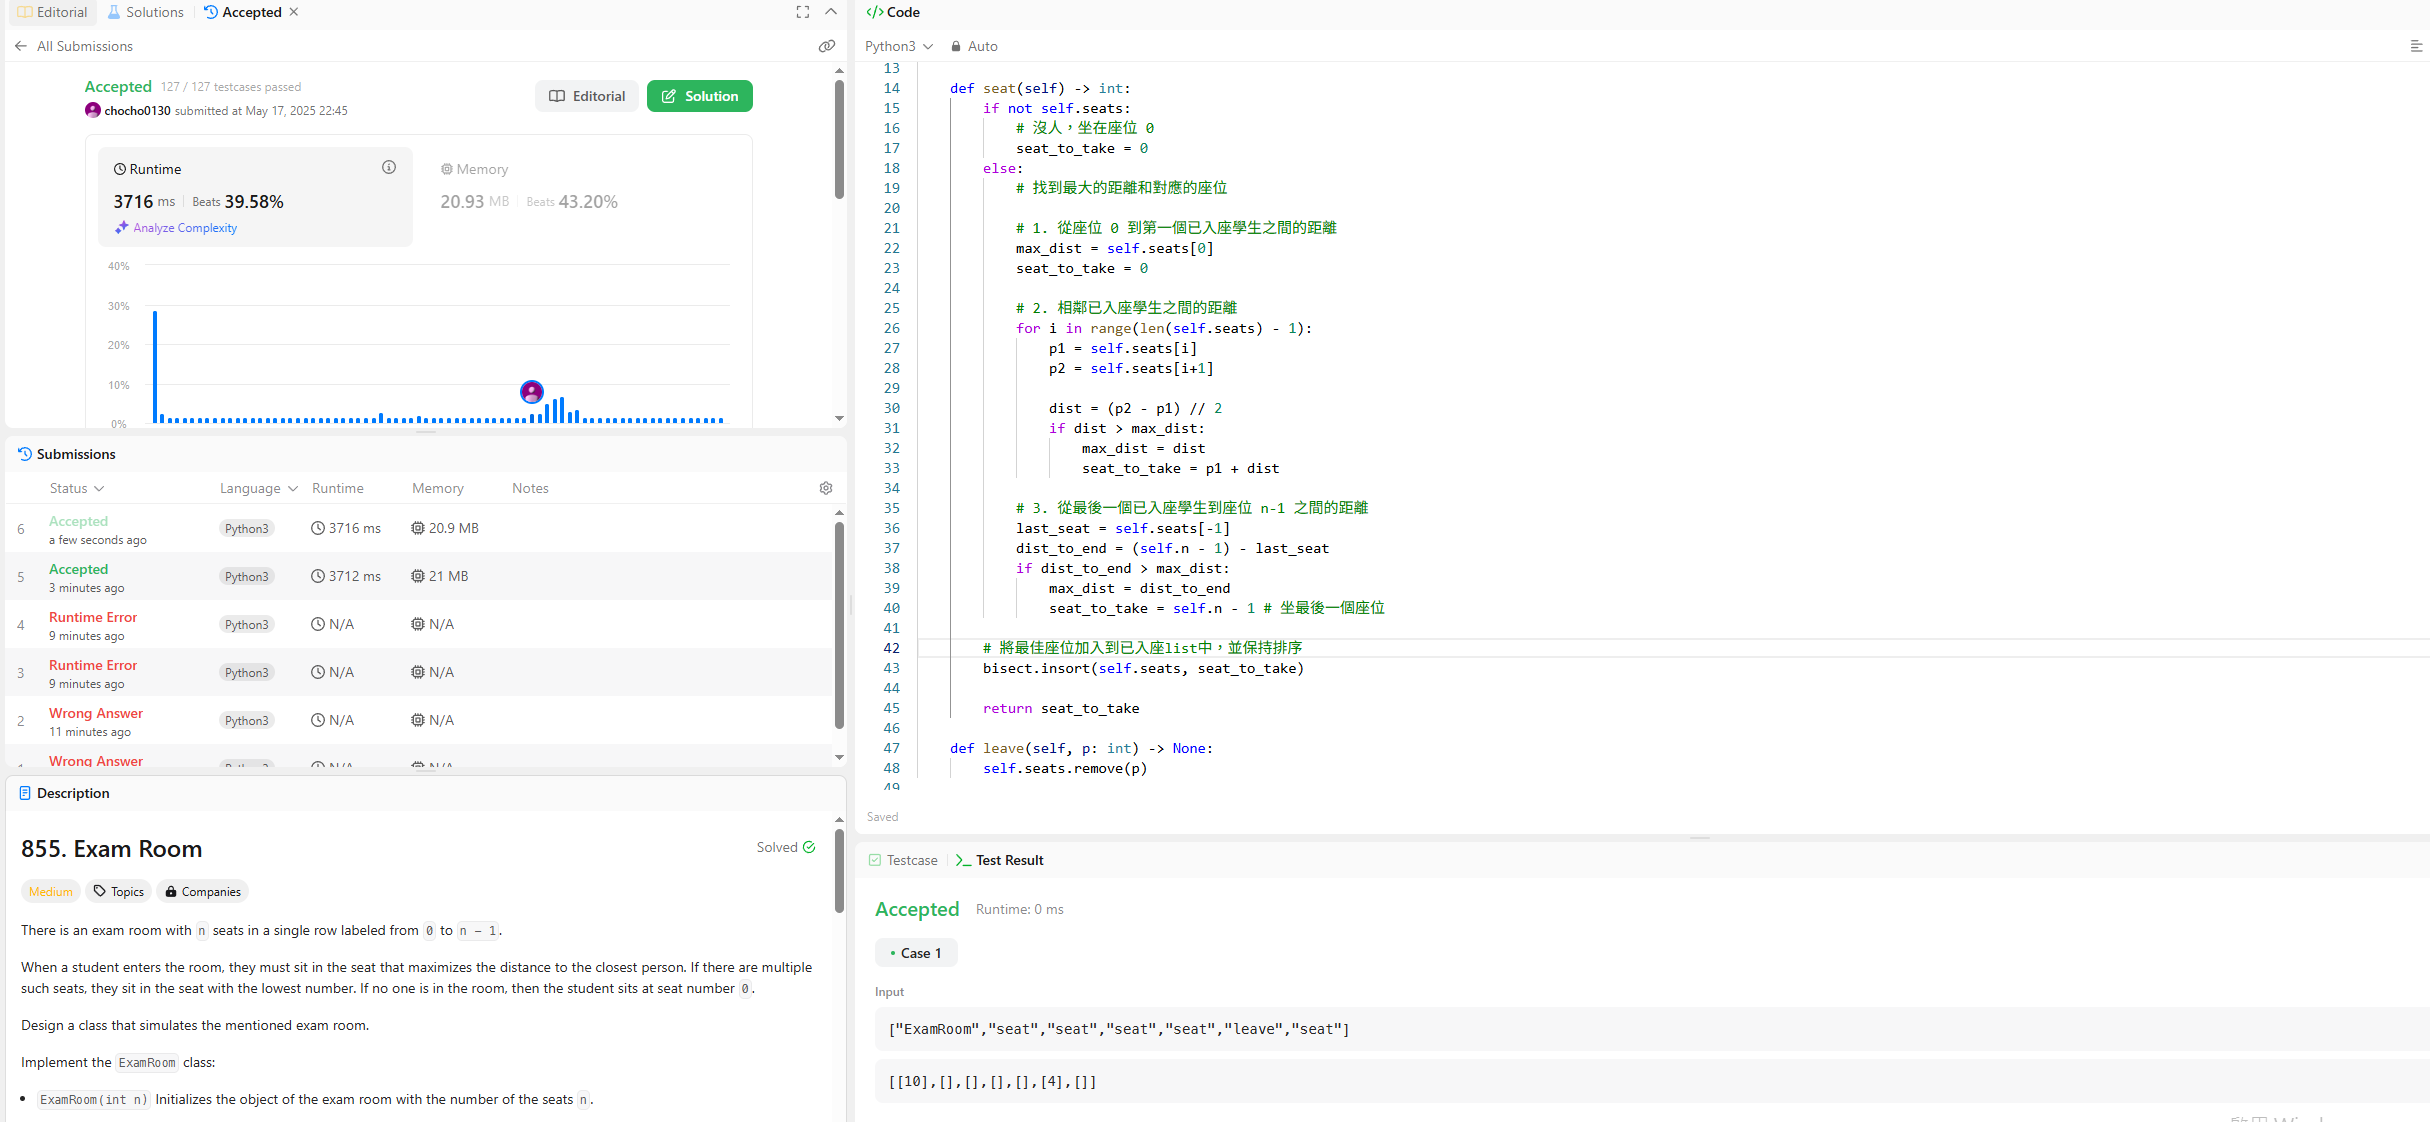 Editorial
Solutions
Accepted
All Submissions
Accepted 127 / 127 testcases passed
chocho0130 submitted at May 17, 2025 22:45
Editorial
Solution
Runtime
3716 ms Beats 39.58%
Analyze Complexity
Memory
20.93 MB Beats 43.20%
40%
30%
20%
10%
0%
Submissions
Status Language Runtime Memory Notes
6 Accepted Python3 3716 ms 20.9 MB
a few seconds ago
5 Accepted Python3 3712 ms 21 MB
3 minutes ago
4 Runtime Error Python3 N/A N/A
9 minutes ago
3 Runtime Error Python3 N/A N/A
9 minutes ago
2 Wrong Answer Python3 N/A N/A
11 minutes ago
Wrong Answer Python3 N/A N/A
Description
855. Exam Room
Solved
Medium Topics Companies
There is an exam room with n seats in a single row labeled from 0 to n - 1.
When a student enters the room, they must sit in the seat that maximizes the distance to the closest person. If there are multiple
such seats, they sit in the seat with the lowest number. If no one is in the room, then the student sits at seat number 0.
Design a class that simulates the mentioned exam room.
Implement the ExamRoom class:
• ExamRoom(int n) Initializes the object of the exam room with the number of the seats n.
Code
Python3 Auto
13
14 def seat(self) -> int:
15 if not self.seats:
16 # 沒人，坐在座位 0
17 seat_to_take = 0
18 else:
19 # 找到最大的距離和對應的座位
20
21 # 1. 從座位 0 到第一個已入座學生之間的距離
22 max_dist = self.seats[0]
23 seat_to_take = 0
24
25 # 2. 相鄰已入座學生之間的距離
26 for i in range(len(self.seats) - 1):
27 p1 = self.seats[i]
28 p2 = self.seats[i+1]
29
30 dist = (p2 - p1) // 2
31 if dist > max_dist:
32 max_dist = dist
33 seat_to_take = p1 + dist
34
35 # 3. 從最後一個已入座學生到座位 n-1 之間的距離
36 last_seat = self.seats[-1]
37 dist_to_end = (self.n - 1) - last_seat
38 if dist_to_end > max_dist:
39 max_dist = dist_to_end
40 seat_to_take = self.n - 1 # 坐最後一個座位
41
42 # 將最佳座位加入到已入座list中，並保持排序
43 bisect.insort(self.seats, seat_to_take)
44
45 return seat_to_take
46
47 def leave(self, p: int) -> None:
48 self.seats.remove(p)
49
Saved
Testcase
Test Result
Accepted Runtime: 0 ms
• Case 1
Input
["ExamRoom","seat","seat","seat","seat","leave","seat"]
[[10],[],[],[],[],[4],[]]